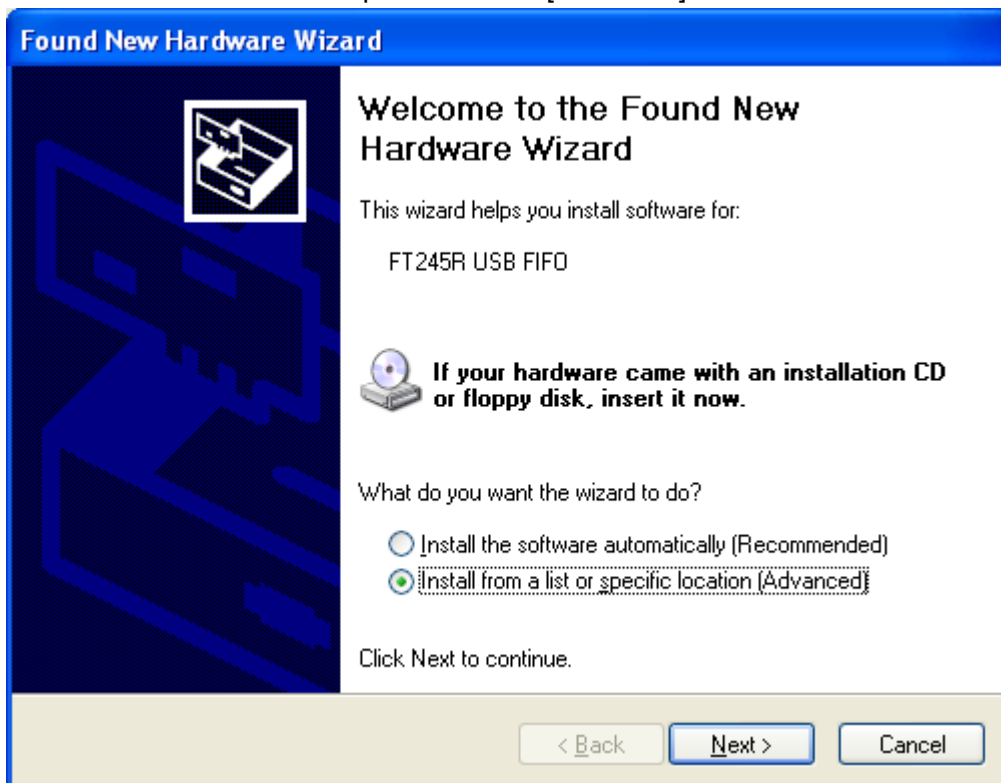 Found New Hardware Wizard
Welcome to the Found New
Hardware Wizard
This wizard helps you install software for:
FT245R USB FIFO
If your hardware came with an installation CD
or floppy disk, insert it now.
What do you want the wizard to do?
Install the software automatically (Recommended)
Install from a list or specific location (Advanced)
Click Next to continue.
< Back Next > Cancel